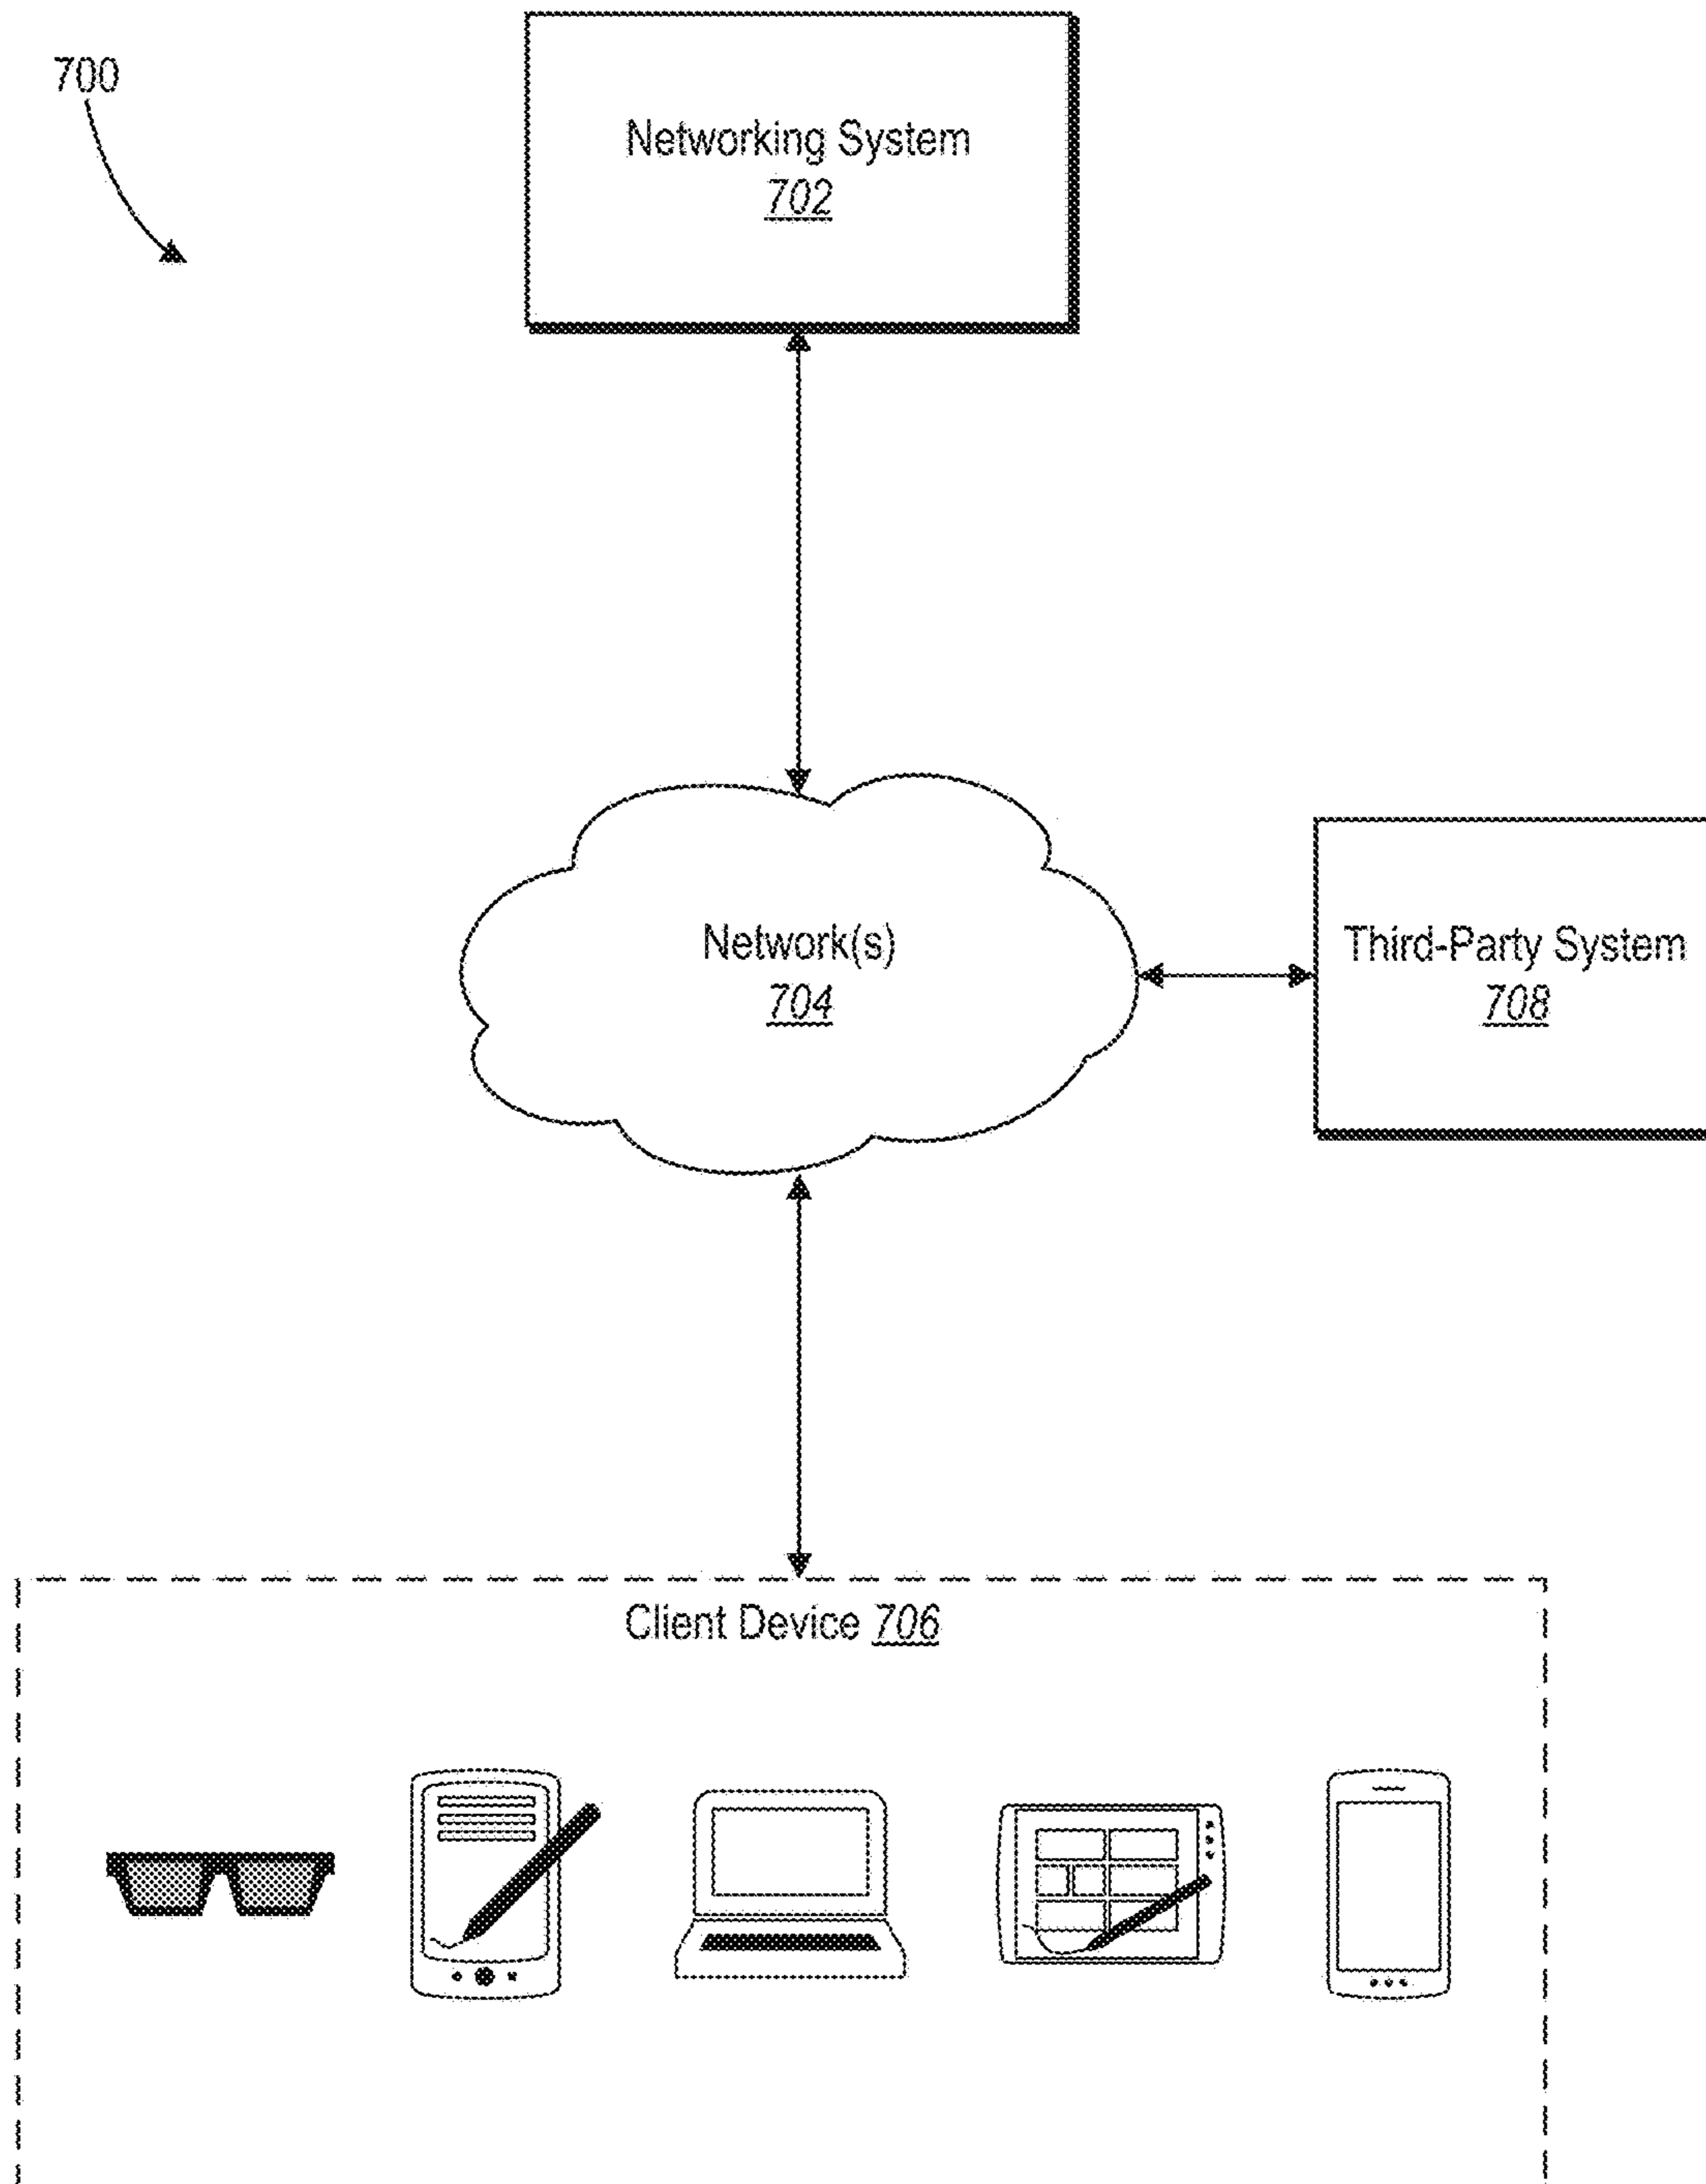 700
Networking System
702
Network(s)
704
Third-Party System
708
Client Device 706